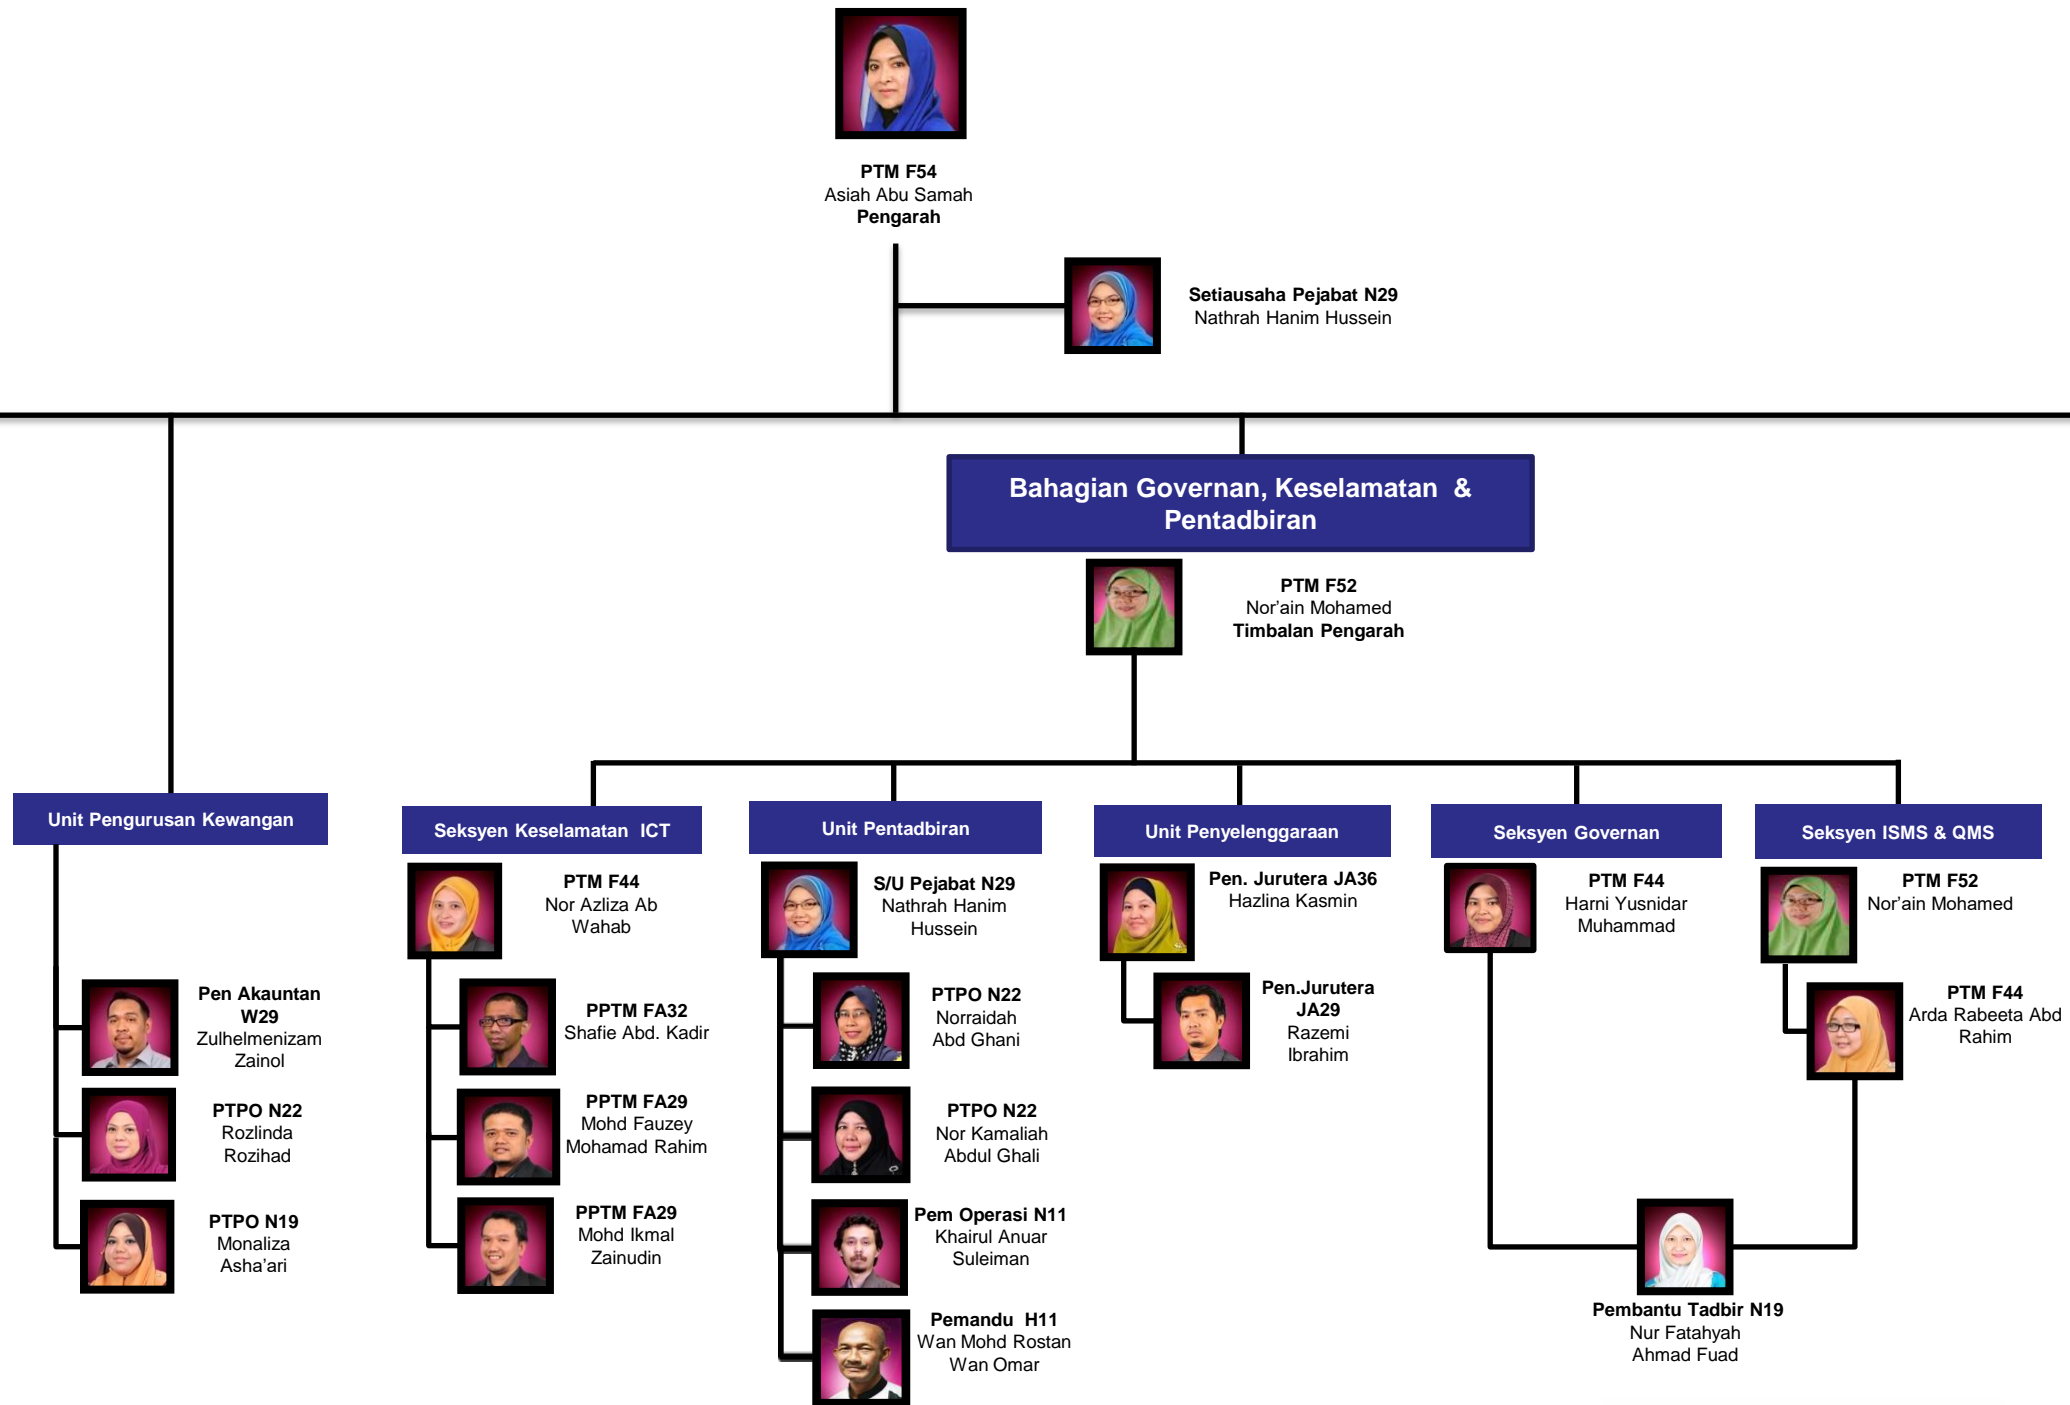 PTM F54
Asiah Abu Samah
Pengarah
Setiausaha Pejabat N29
Nathrah Hanim Hussein
Bahagian Governan, Keselamatan &
Pentadbiran
PTM F52
Nor’ain Mohamed
Timbalan Pengarah
Unit Pengurusan Kewangan
Pen Akauntan
W29
Zulhelmenizam
Zainol
PTPO N22
Rozlinda
Rozihad
PTPO N19
Monaliza
Asha’ari
Seksyen Keselamatan ICT
PTM F44
Nor Azliza Ab
Wahab
PPTM FA32
Shafie Abd. Kadir
PPTM FA29
Mohd Fauzey
Mohamad Rahim
PPTM FA29
Mohd Ikmal
Zainudin
Unit Pentadbiran
S/U Pejabat N29
Nathrah Hanim
Hussein
PTPO N22
Norraidah
Abd Ghani
PTPO N22
Nor Kamaliah
Abdul Ghali
Pem Operasi N11
Khairul Anuar
Suleiman
Pemandu H11
Wan Mohd Rostan
Wan Omar
Unit Penyelenggaraan
Pen. Jurutera JA36
Hazlina Kasmin
Pen.Jurutera
JA29
Razemi
Ibrahim
Seksyen Governan
PTM F44
Harni Yusnidar
Muhammad
Seksyen ISMS & QMS
PTM F52
Nor’ain Mohamed
PTM F44
Arda Rabeeta Abd
Rahim
Pembantu Tadbir N19
Nur Fatahyah
Ahmad Fuad